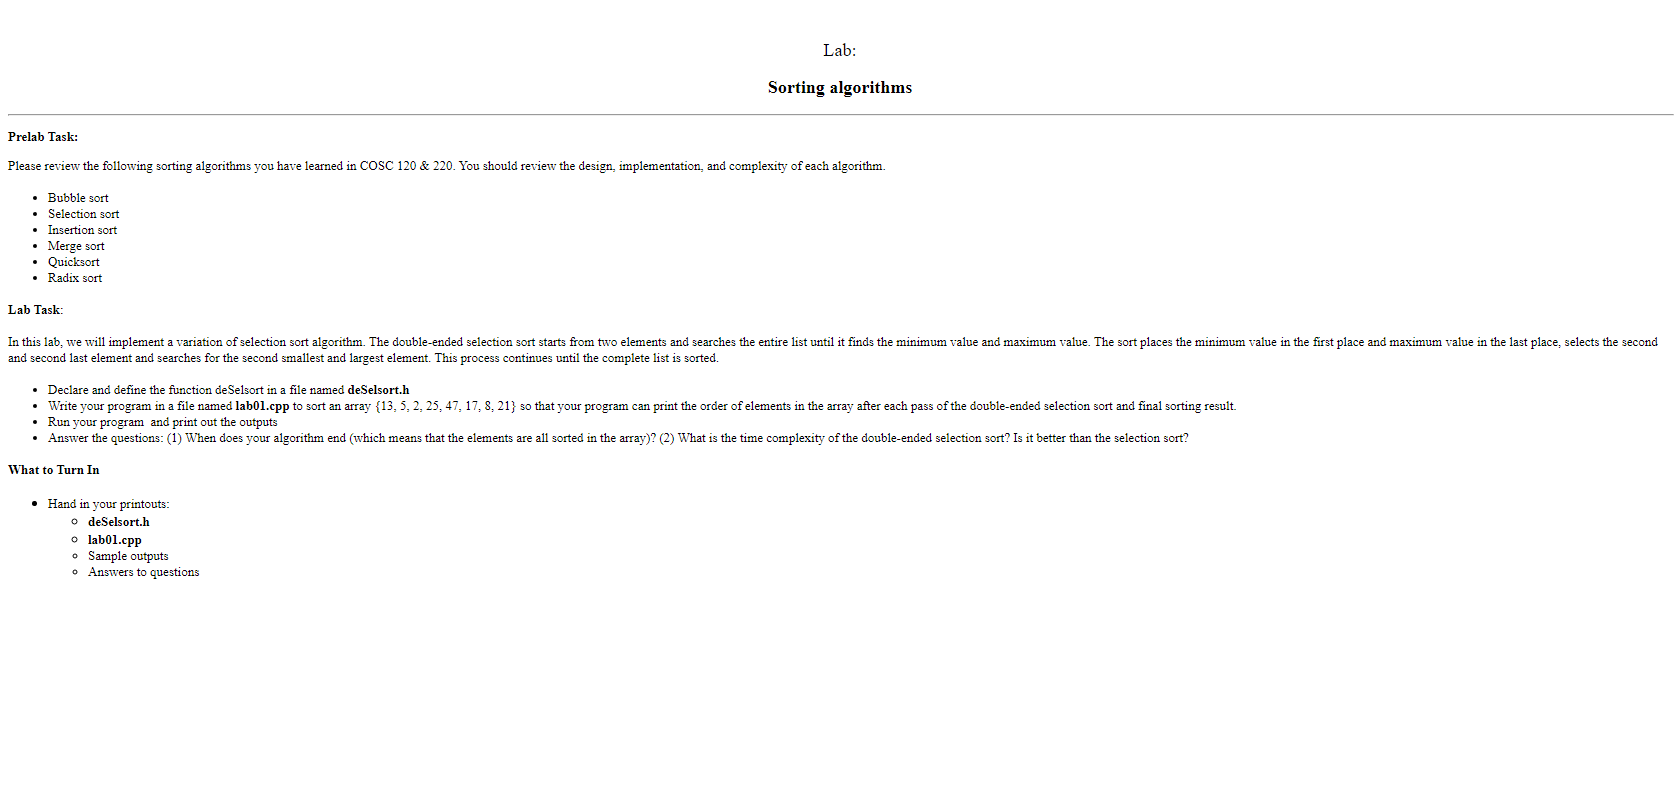 Lab:
Sorting algorithms
Prelab Task:
Please review the following sorting algorithms you have learned in COSC 120 & 220. You should review the design, implementation, and complexity of each algorithm.
• Bubble sort
• Selection sort
• Insertion sort
• Merge sort
• Quicksort
• Radix sort
Lab Task:
In this lab, we will implement a variation of selection sort algorithm. The double-ended selection sort starts from two elements and searches the entire list until it finds the minimum value and maximum value. The sort places the minimum value in the first place and maximum value in the last place, selects the second
and second last element and searches for the second smallest and largest element. This process continues until the complete list is sorted.
• Declare and define the function deSelsort in a file named deSelsort.h
• Write your program in a file named lab01.cpp to sort an array {13, 5, 2, 25, 47, 17, 8, 21} so that your program can print the order of elements in the array after each pass of the double-ended selection sort and final sorting result.
• Run your program  and print out the outputs
• Answer the questions: (1) When does your algorithm end (which means that the elements are all sorted in the array)? (2) What is the time complexity of the double-ended selection sort? Is it better than the selection sort?
What to Turn In
• Hand in your printouts:
◦ deSelsort.h
◦ lab01.cpp
◦ Sample outputs
◦ Answers to questions